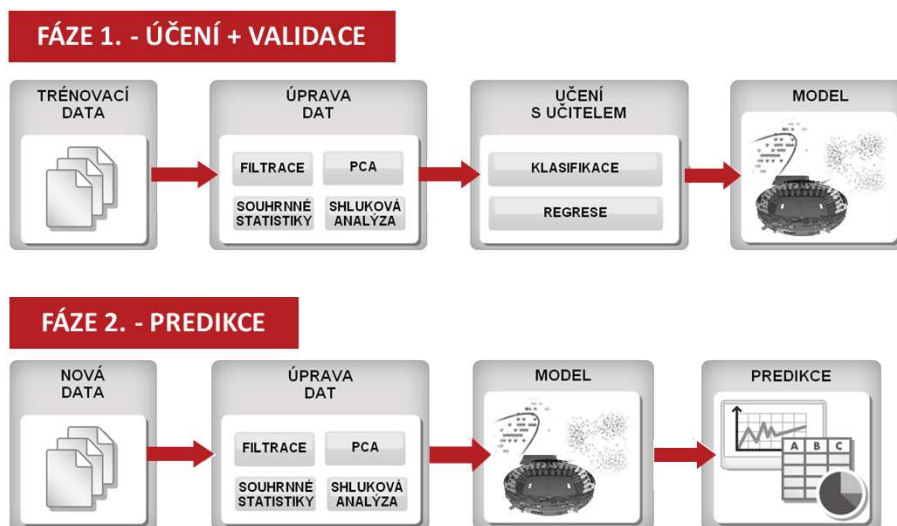 FÁZE 1. - ÚČENÍ + VALIDACE
TRÉNOVACÍ
DATA
ÚPRAVA
DAT
FILTRACE
PCA
SOUHRNNÉ
STATISTIKY
SHLUKOVÁ
ANALÝZA
UČENÍ
S UČITELEM
KLASIFIKACE
REGRESE
MODEL
FÁZE 2. - PREDIKCE
NOVÁ
DATA
ÚPRAVA
DAT
FILTRACE
PCA
SOUHRNNÉ
STATISTIKY
SHLUKOVÁ
ANALÝZA
MODEL
PREDIKCE
A B C